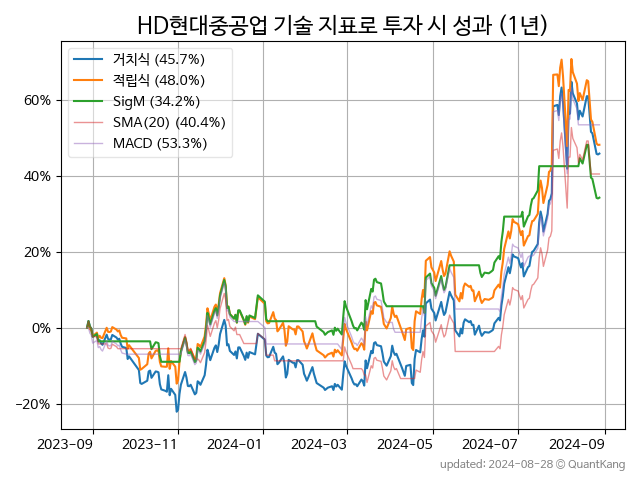 HD현대중공업 기술 지표로 투자 시 성과 (1년)
거치식 (45.7%)
적립식 (48.0%)
SigM (34.2%)
SMA(20) (40.4%)
MACD (53.3%)
60%
40%
20%
0%
−20%
2023-09 2023-11 2024-01 2024-03 2024-05 2024-07 2024-09
updated: 2024-08-28 © QuantKang